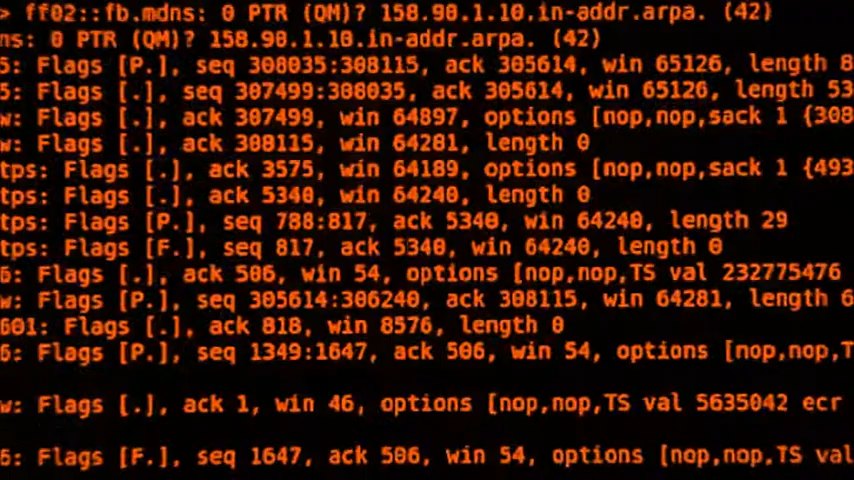 > ff02::fb.mdns: 0 PTR (QM)? 158.90.1.10.in-addr.arpa. (42)
ns: 0 PTR (QM)? 158.90.1.10.in-addr.arpa. (42)
5: Flags [P.], seq 308035:308115, ack 305614, win 65126, length 8
5: Flags [.], seq 307499:308035, ack 305614, win 65126, length 53
w: Flags [.], ack 307499, win 64897, options [nop,nop,sack 1 {308
w: Flags [.], ack 308115, win 64281, length 0
tps: Flags [.], ack 3575, win 64189, options [nop,nop,sack 1 {493
tps: Flags [.], ack 5340, win 64240, length 0
tps: Flags [P.], seq 788:817, ack 5340, win 64240, length 29
tps: Flags [F.], seq 817, ack 5340, win 64240, length 0
6: Flags [.], ack 506, win 54, options [nop,nop,TS val 232775476
w: Flags [P.], seq 305614:306240, ack 308115, win 64281, length 6
601: Flags [.], ack 818, win 8576, length 0
6: Flags [P.], seq 1349:1647, ack 506, win 54, options [nop,nop,T
w: Flags [.], ack 1, win 46, options [nop,nop,TS val 5635042 ecr
6: Flags [F.], seq 1647, ack 506, win 54, options [nop,nop,TS val